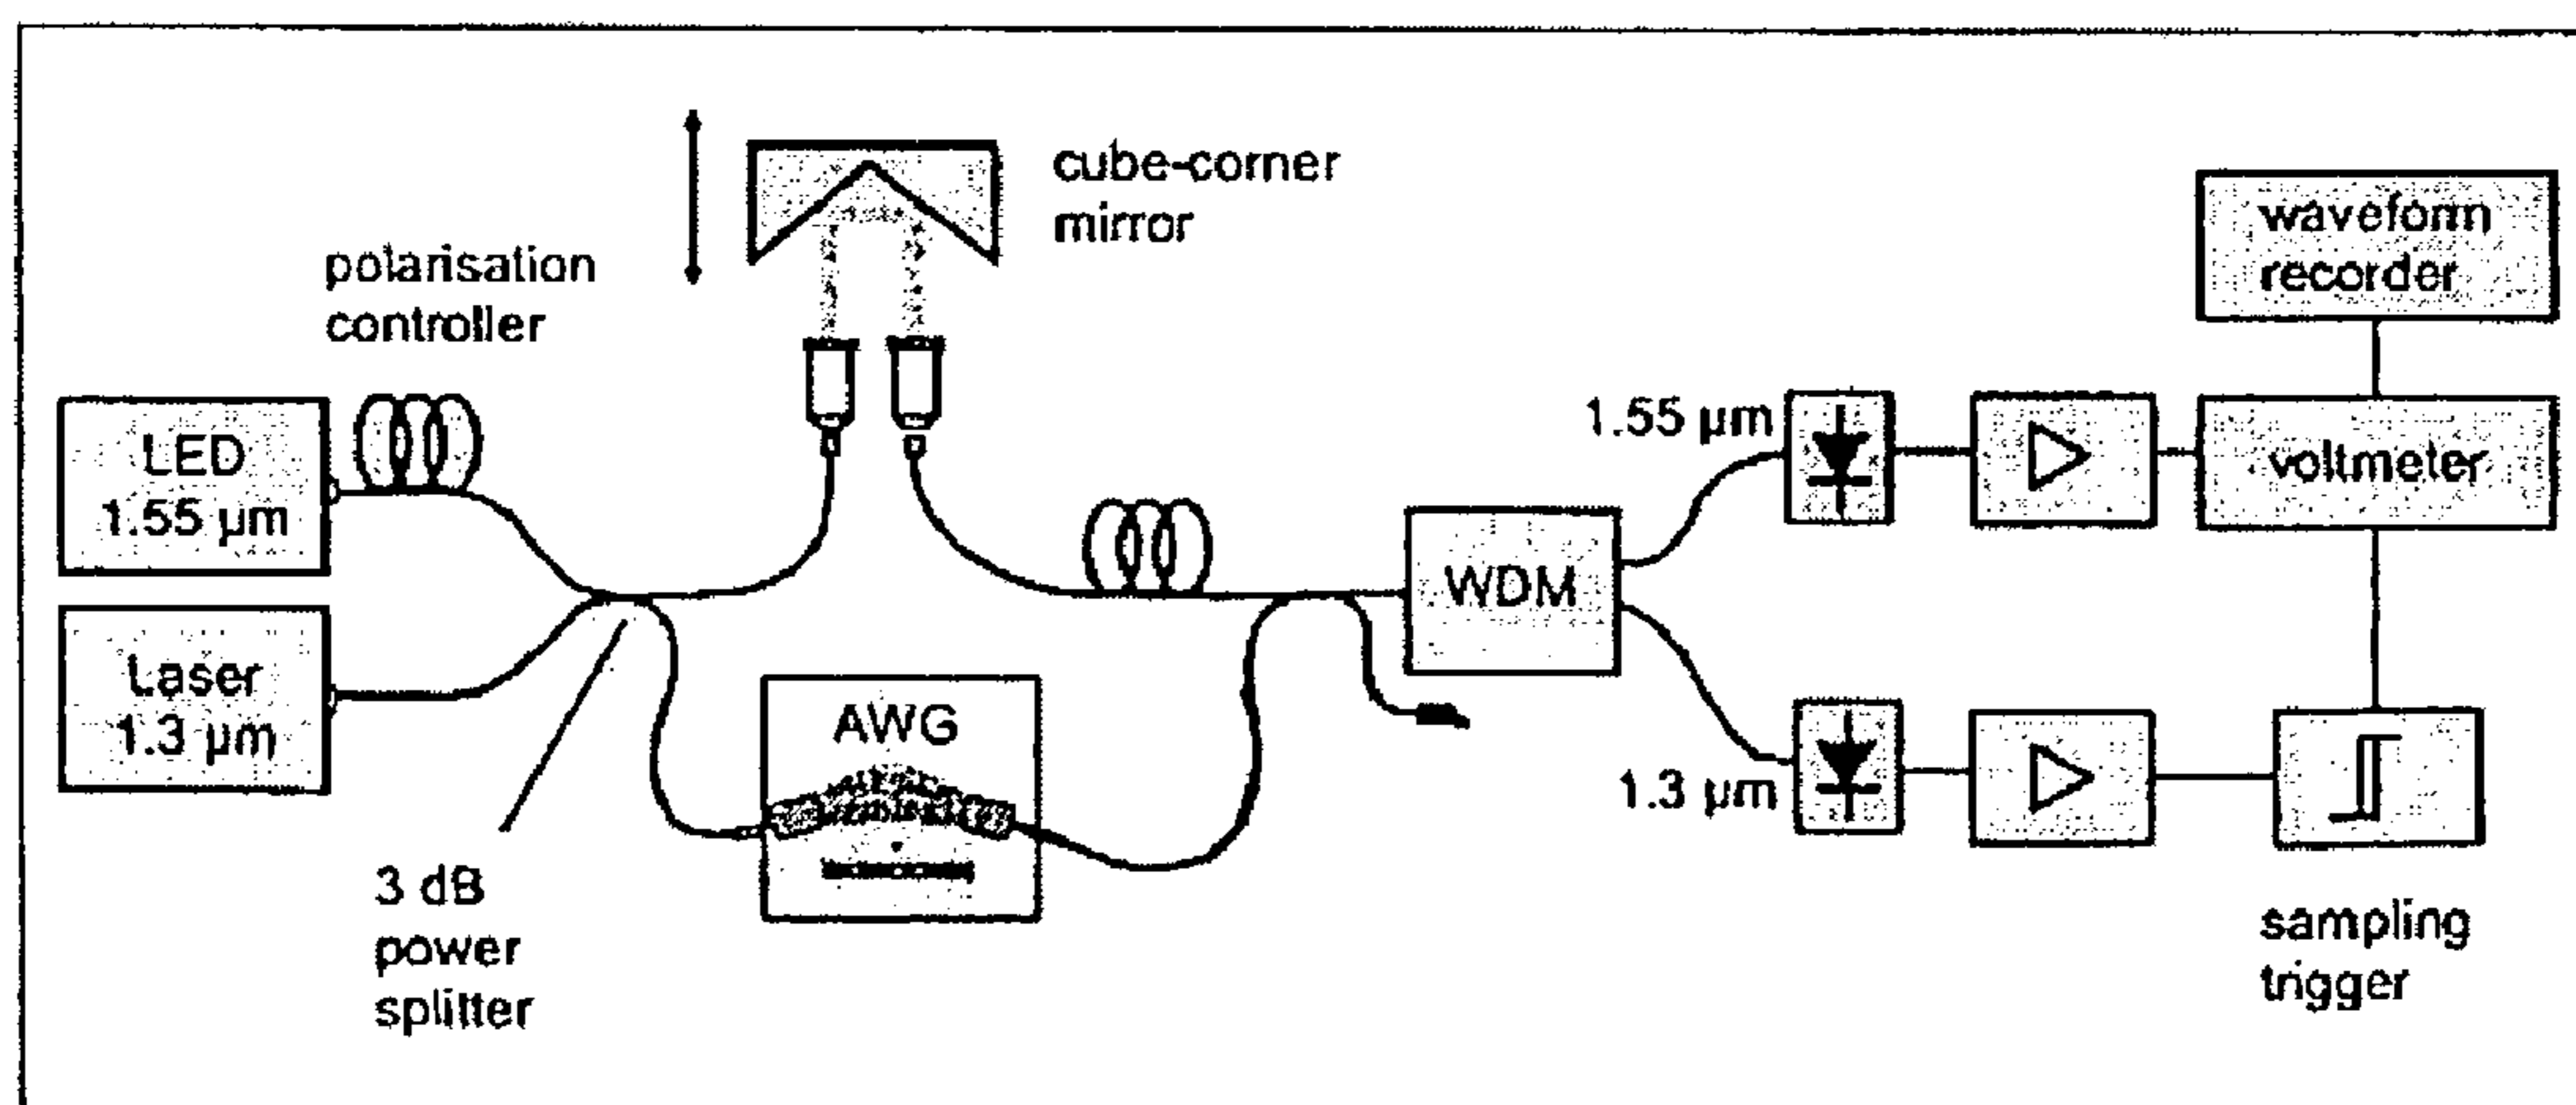 cube-corner
mirror
polarisation
controller
waveform
recorder
LED
1.55 µm
Laser
1.3 µm
3 dB
power
splitter
AWG
WDM
1.55 µm
1.3 µm
voltmeter
sampling
trigger